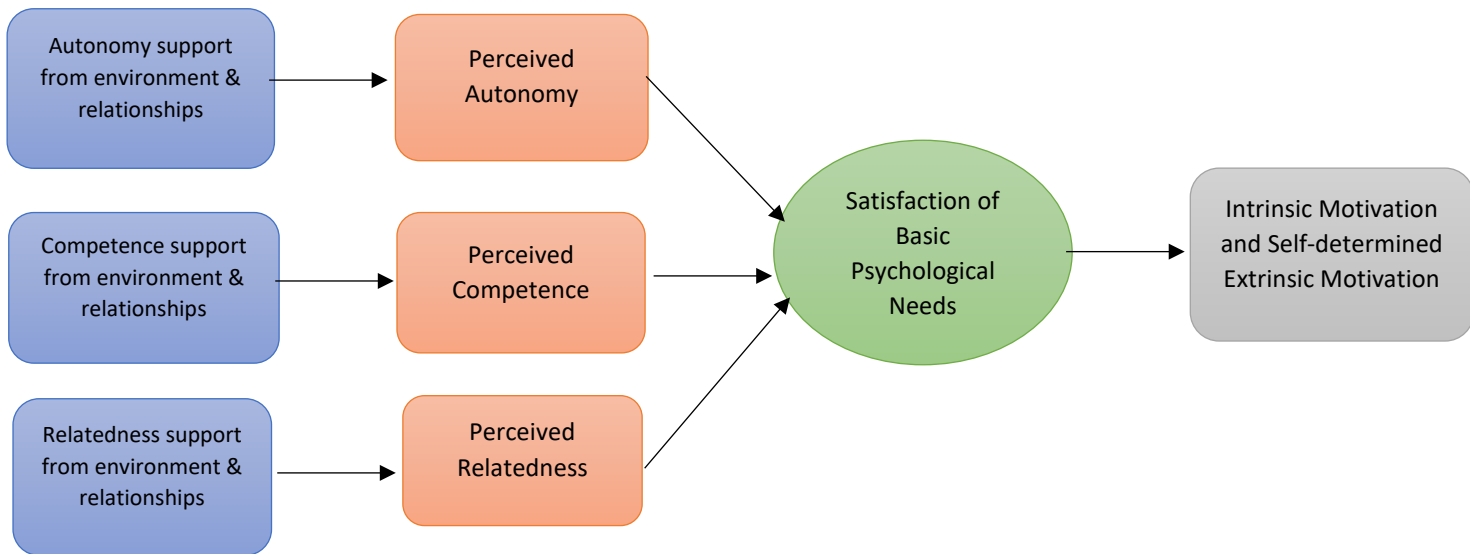 Autonomy support
from environment &
relationships
Perceived
Autonomy
Competence support
from environment &
relationships
Perceived
Competence
Relatedness support
from environment &
relationships
Perceived
Relatedness
Satisfaction of
Basic
Psychological
Needs
Intrinsic Motivation
and Self-determined
Extrinsic Motivation